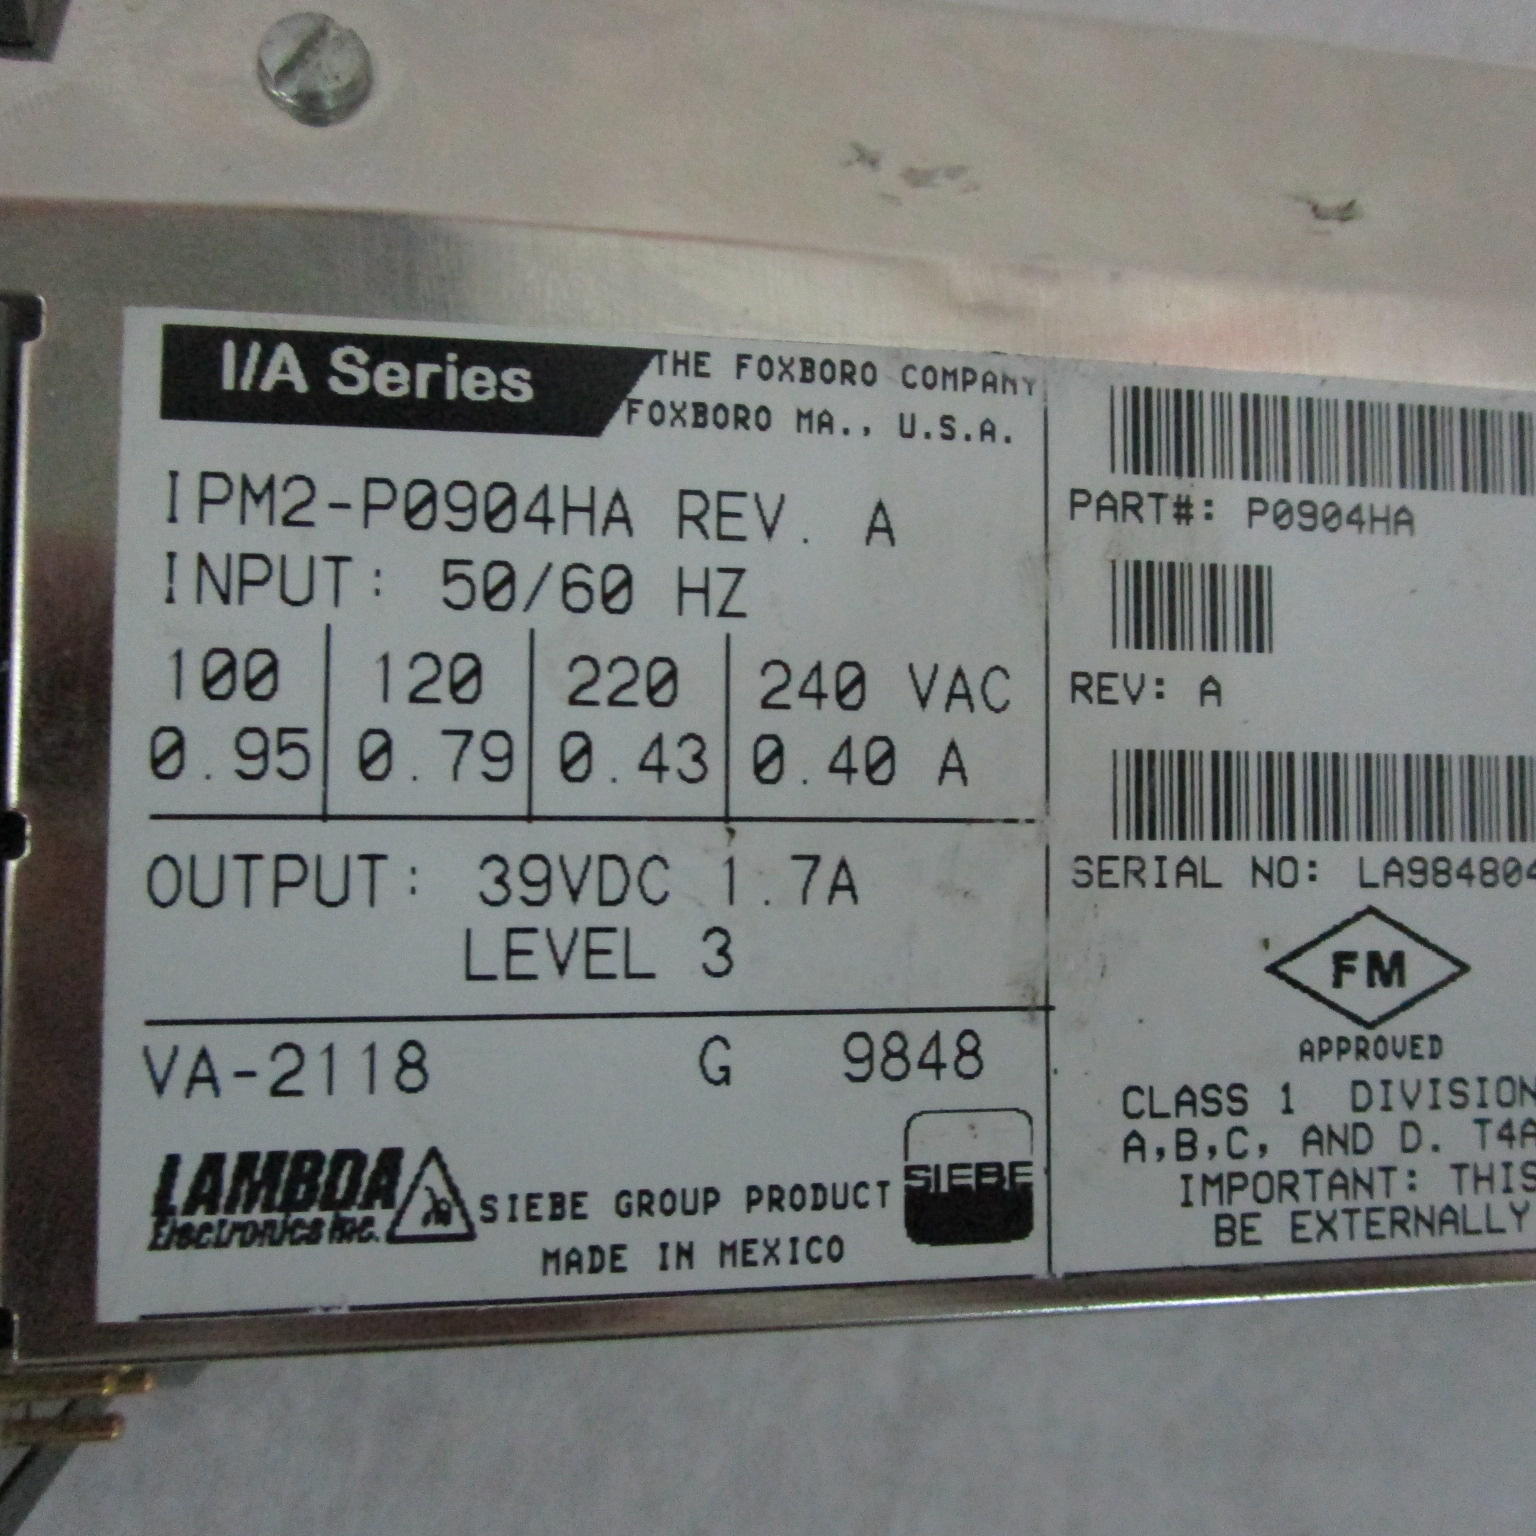 I/A Series
THE FOXBORO COMPANY
FOXBORO MA., U.S.A.
IPM2-P0904HA REV. A
INPUT: 50/60 HZ
100 120 220 240 VAC
0.95 0.79 0.43 0.40 A
OUTPUT: 39VDC 1.7A
LEVEL 3
VA-2118 G 9848
LAMBDA
Electronics Inc.
SIEBE GROUP PRODUCT
SIEBE
MADE IN MEXICO
PART#: P0904HA
REV: A
SERIAL NO: LA984804
FM
APPROVED
CLASS 1 DIVISION
A,B,C, AND D. T4A
IMPORTANT: THIS
BE EXTERNALLY